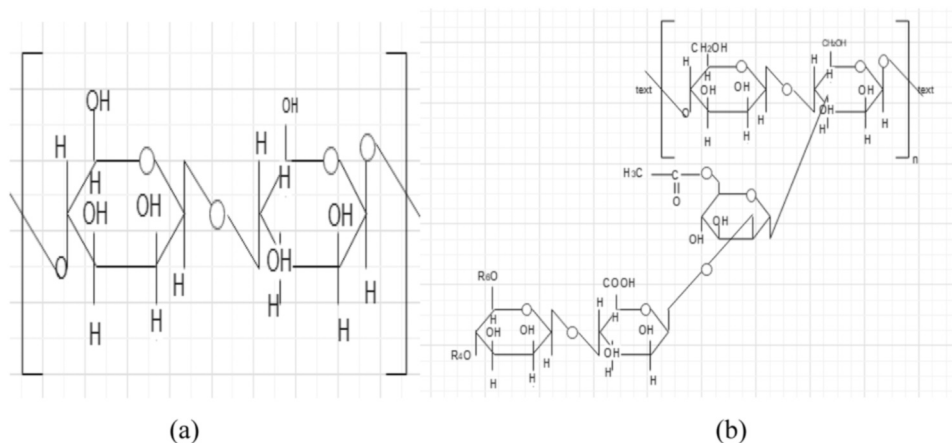 OH OH
H O H O O
H H
OH OH O OH
O OH
H H
H H H H
(a)
CH2OH CH2OH
H O H O O
H H
text OH OH O OH text
O OH
H H H H
n
H3C C O
O O
OH
OH H
O
R6O COOH
H O H O
H
OH OH O OH
R4O OH
H H H H
(b)